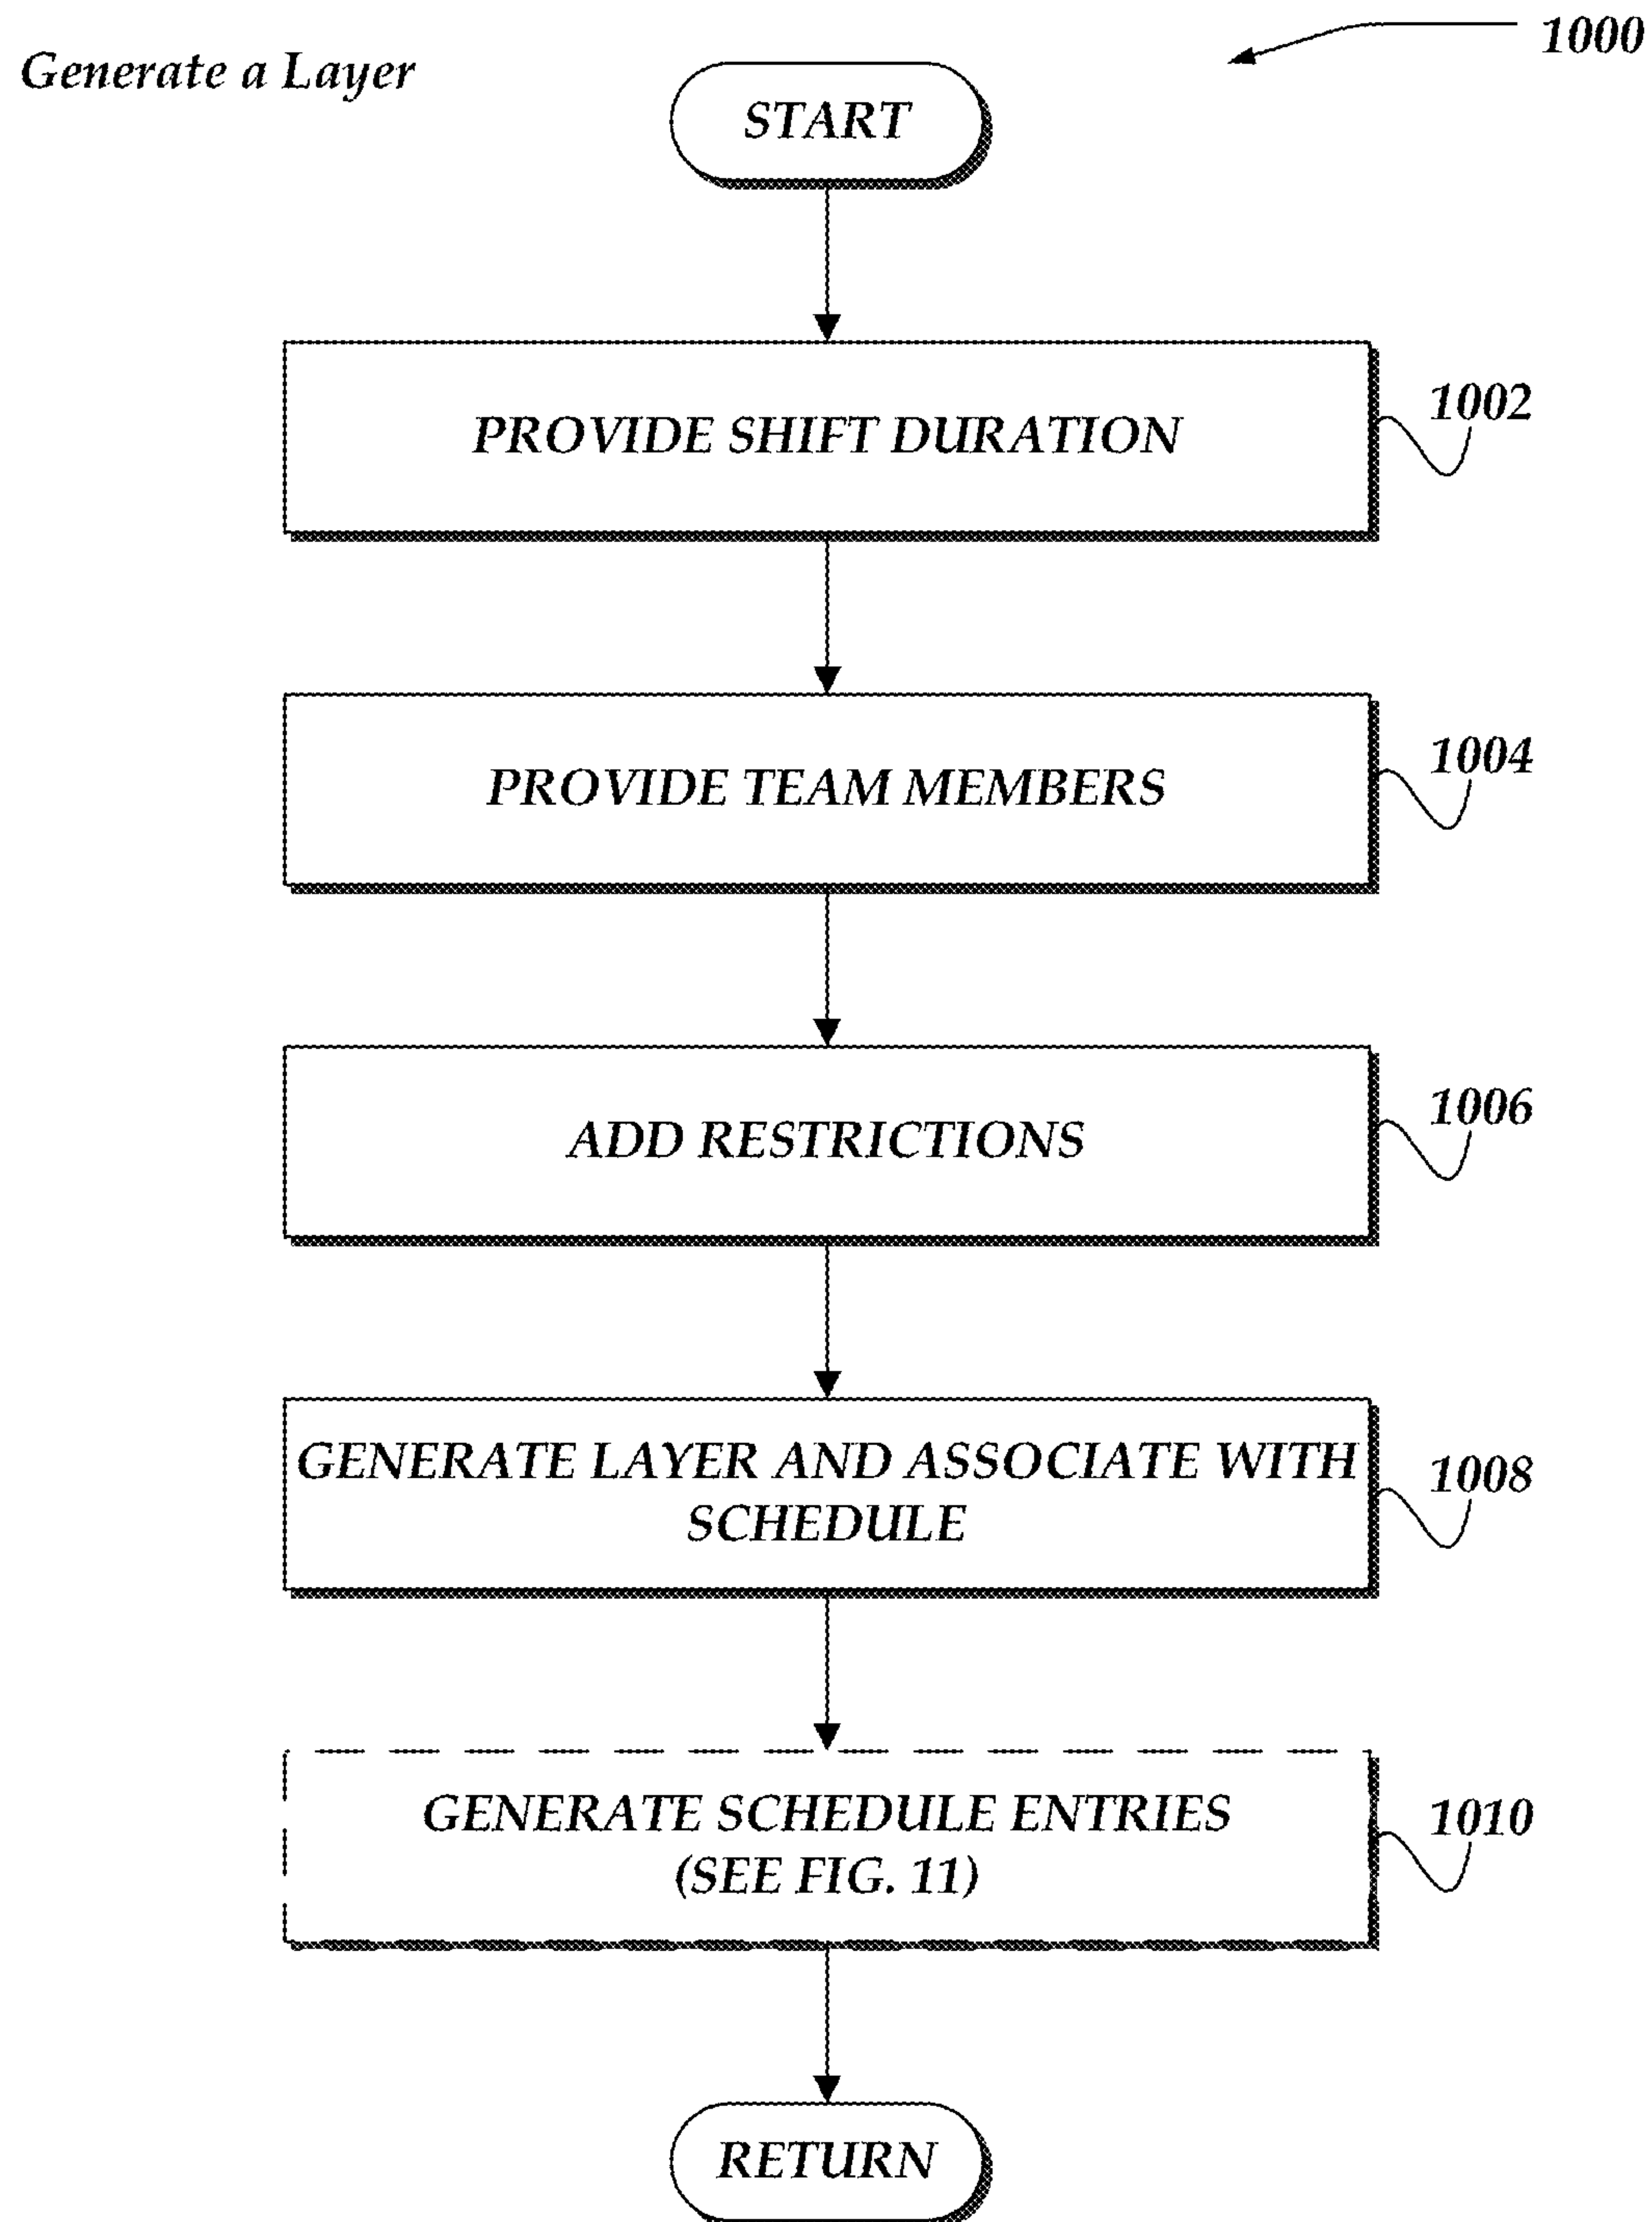 Generate a Layer
1000
START
PROVIDE SHIFT DURATION
1002
PROVIDE TEAM MEMBERS
1004
ADD RESTRICTIONS
1006
GENERATE LAYER AND ASSOCIATE WITH
SCHEDULE
1008
GENERATE SCHEDULE ENTRIES
(SEE FIG. 11)
1010
RETURN